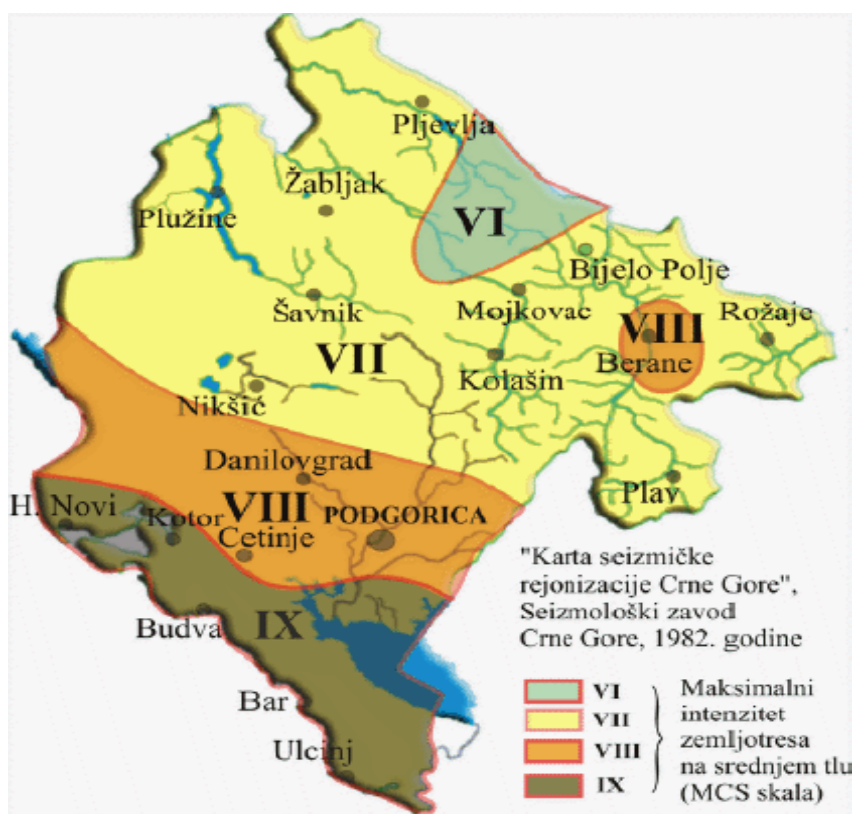 Pljevlja
Žabljak
Plužine
VI
Bijelo Polje
Šavnik
Mojkovac
VIII
Rožaje
VII
Berane
Kolašin
Nikšić
Danilovgrad
Plav
VIII
PODGORICA
H. Novi
Kotor
Cetinje
IX
Budva
Bar
Ulcinj
"Karta seizmičke
rejonizacije Crne Gore",
Seizmološki zavod
Crne Gore, 1982. godine
VI
VII
VIII
IX
Maksimalni
intenzitet
zemljotresa
na srednjem tlu
(MCS skala)